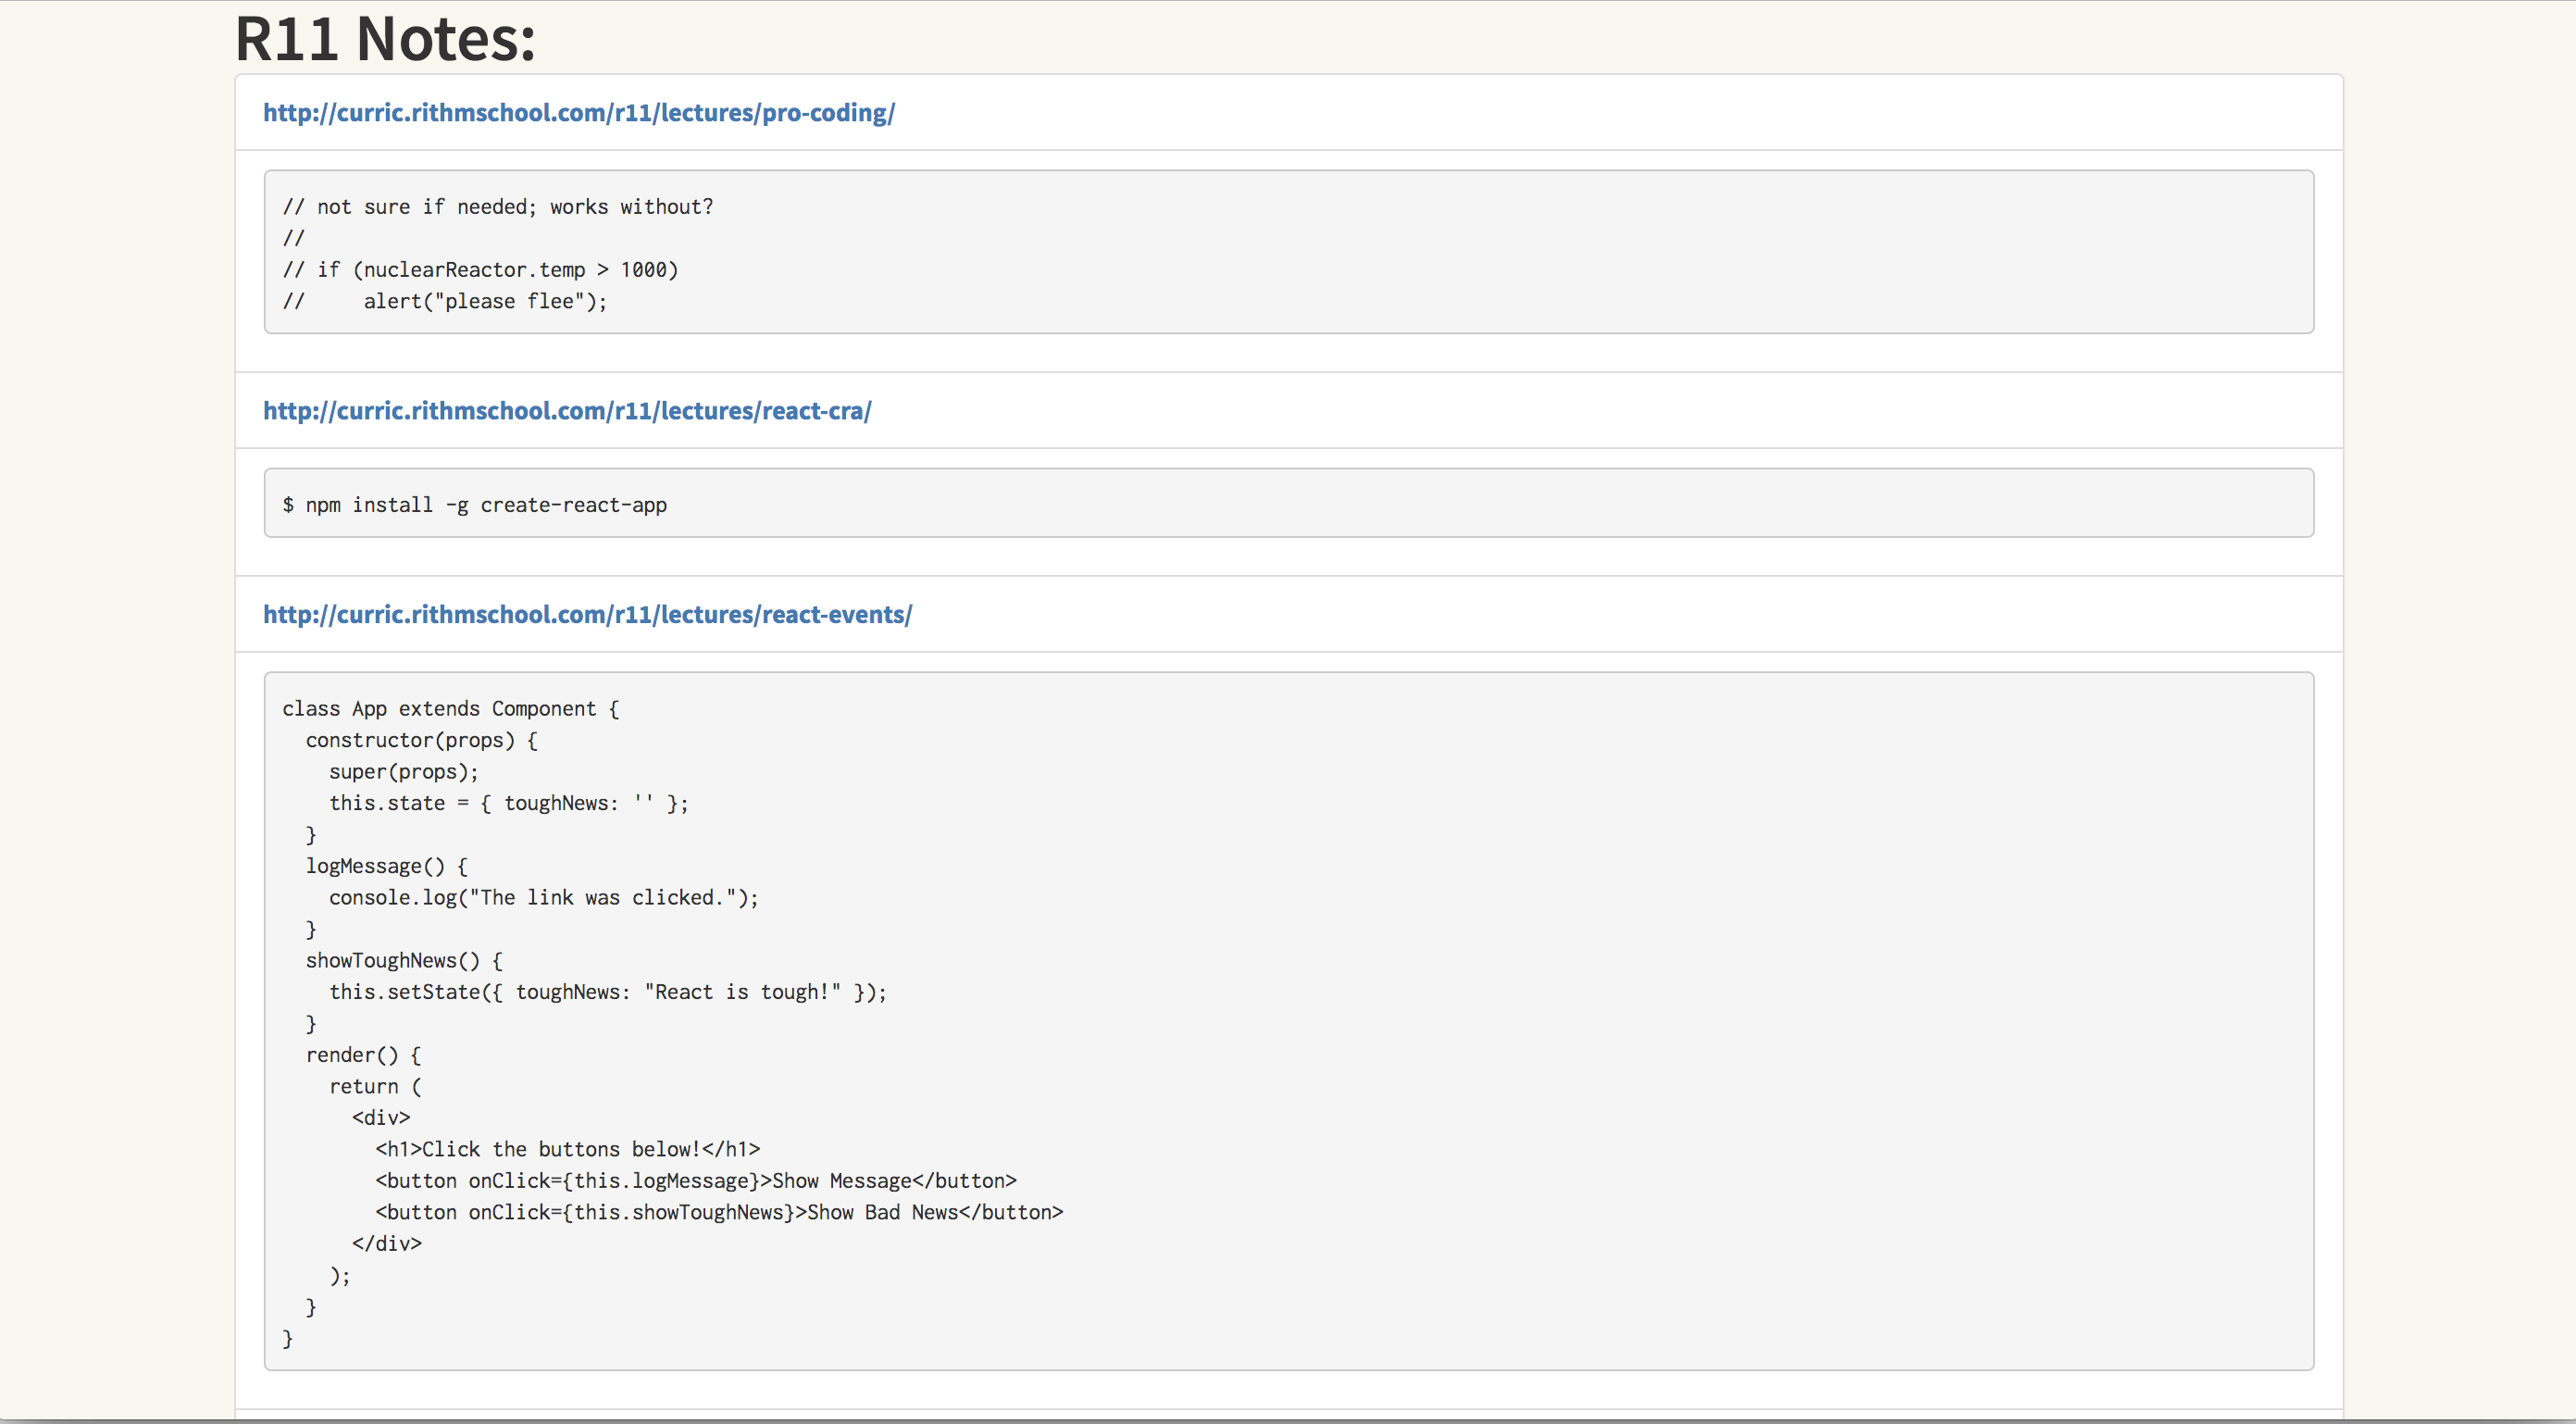 R11 Notes:
http://curric.rithmschool.com/r11/lectures/pro-coding/
// not sure if needed; works without?
//
// if (nuclearReactor.temp > 1000)
//     alert("please flee");
http://curric.rithmschool.com/r11/lectures/react-cra/
$ npm install -g create-react-app
http://curric.rithmschool.com/r11/lectures/react-events/
class App extends Component {
  constructor(props) {
    super(props);
    this.state = { toughNews: '' };
  }
  logMessage() {
    console.log("The link was clicked.");
  }
  showToughNews() {
    this.setState({ toughNews: "React is tough!" });
  }
  render() {
    return (
      <div>
        <h1>Click the buttons below!</h1>
        <button onClick={this.logMessage}>Show Message</button>
        <button onClick={this.showToughNews}>Show Bad News</button>
      </div>
    );
  }
}